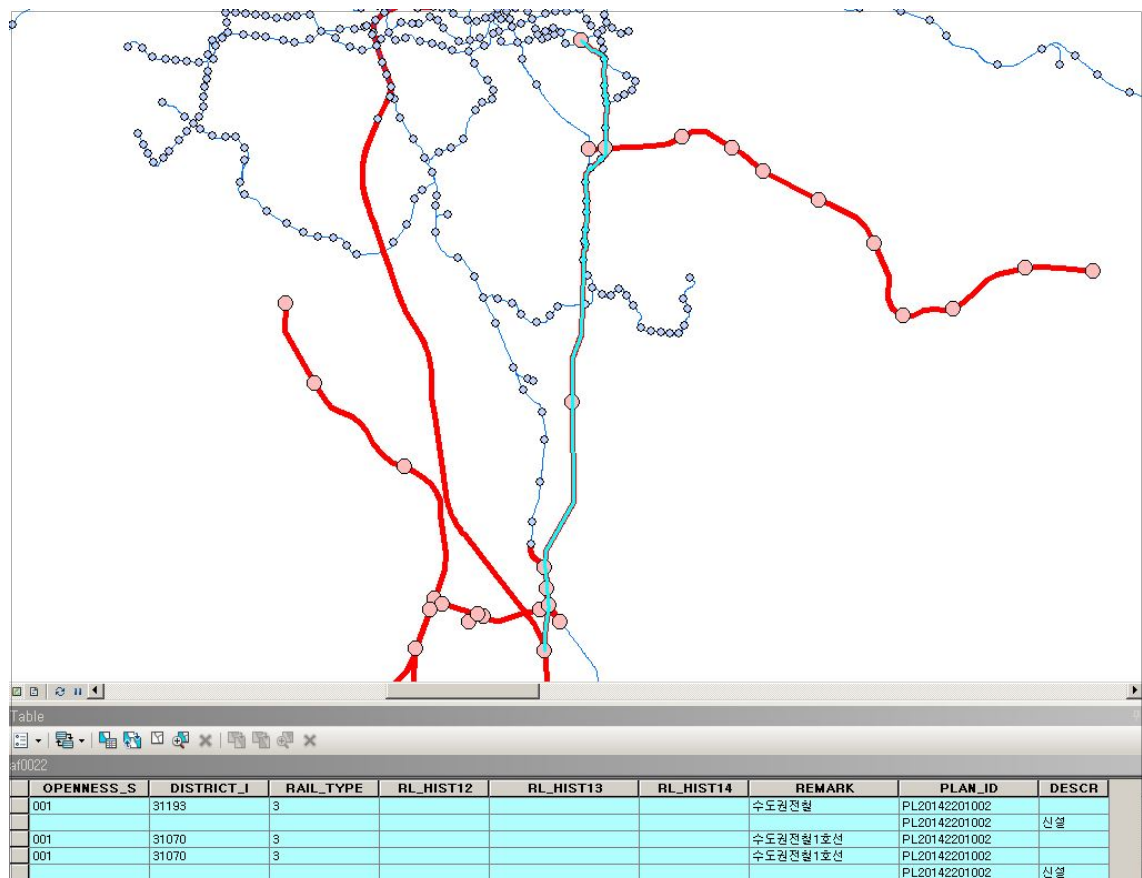 Table
af0022
OPENNESS_S DISTRICT_I RAIL_TYPE RL_HIST12 RL_HIST13 RL_HIST14 REMARK PLAN_ID DESCR
001 31193 3 수도권전철 PL20142201002
PL20142201002 신설
001 31070 3 수도권전철1호선 PL20142201002
001 31070 3 수도권전철1호선 PL20142201002
PL20142201002 신설